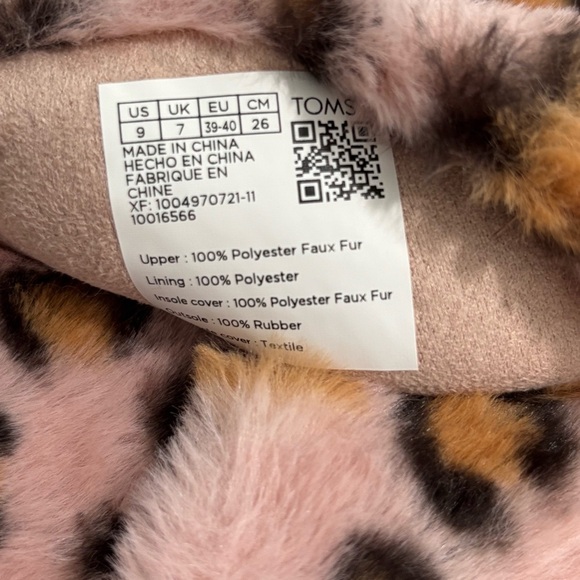 US UK EU CM TOMS
9 7 39-40 26
MADE IN CHINA
HECHO EN CHINA
FABRIQUE EN
CHINE
XF: 1004970721-11
10016566
Upper : 100% Polyester Faux Fur
Lining : 100% Polyester
Insole cover : 100% Polyester Faux Fur
Outsole : 100% Rubber
cover : Textile